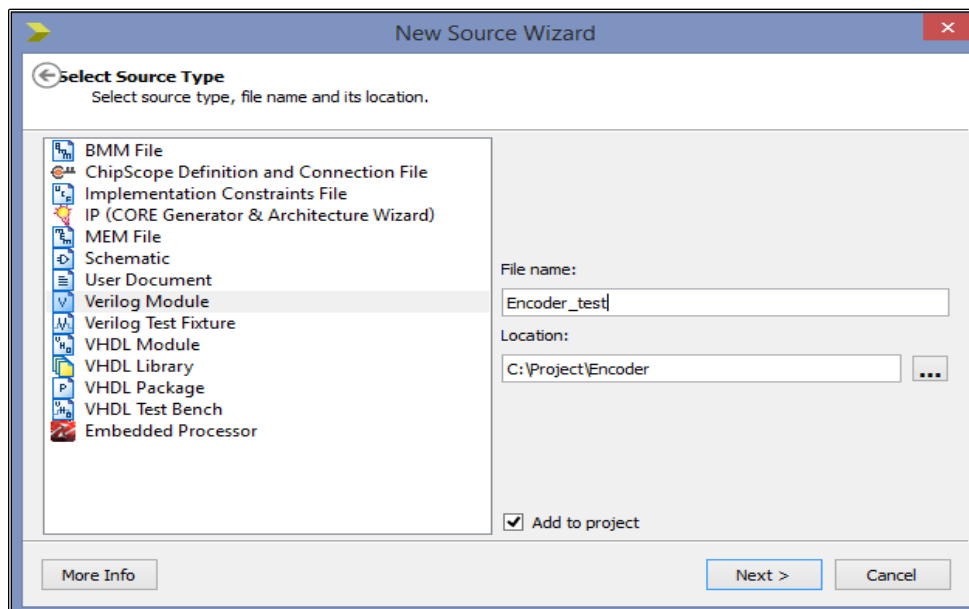 New Source Wizard
Select Source Type
Select source type, file name and its location.
BMM File
ChipScope Definition and Connection File
Implementation Constraints File
IP (CORE Generator & Architecture Wizard)
MEM File
Schematic
User Document
Verilog Module
Verilog Test Fixture
VHDL Module
VHDL Library
VHDL Package
VHDL Test Bench
Embedded Processor
File name:
Encoder_test
Location:
C:\Project\Encoder
...
Add to project
More Info
Next >
Cancel